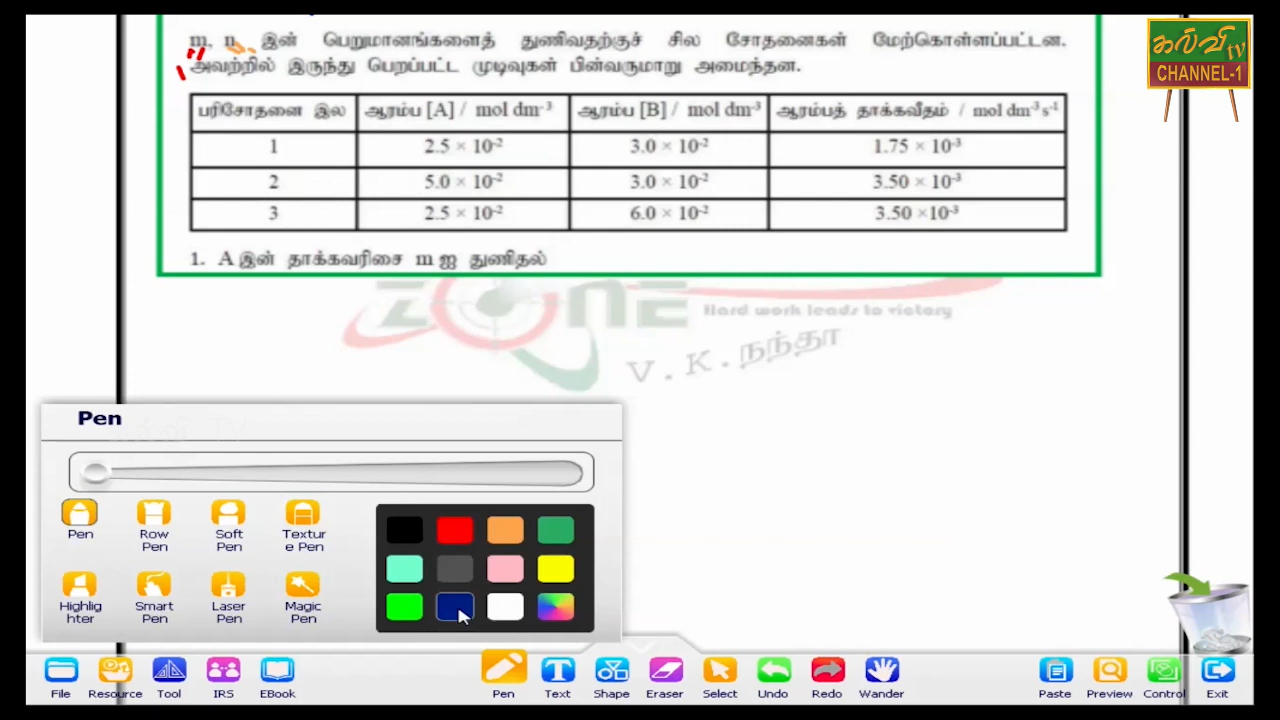 கல்வி TV
CHANNEL-1
m, n இன் பெறுமானங்களைத் துணிவதற்குச் சில சோதனைகள் மேற்கொள்ளப்பட்டன.
அவற்றில் இருந்து பெறப்பட்ட முடிவுகள் பின்வருமாறு அமைந்தன.
பரிசோதனை இல ஆரம்ப [A] / mol dm⁻³ ஆரம்ப [B] / mol dm⁻³ ஆரம்பத் தாக்கவீதம் / mol dm⁻³s⁻¹
1 2.5 × 10⁻² 3.0 × 10⁻² 1.75 × 10⁻³
2 5.0 × 10⁻² 3.0 × 10⁻² 3.50 × 10⁻³
3 2.5 × 10⁻² 6.0 × 10⁻² 3.50 ×10⁻³
1. A இன் தாக்கவரிசை m ஐ துணிதல்
ZONE
Hard work leads to victory
V . K . நந்தா
Pen
Pen Row Pen Soft Pen Textur e Pen
Highlig hter Smart Pen Laser Pen Magic Pen
File Resource Tool IRS EBook Pen Text Shape Eraser Select Undo Redo Wander Paste Preview Control Exit